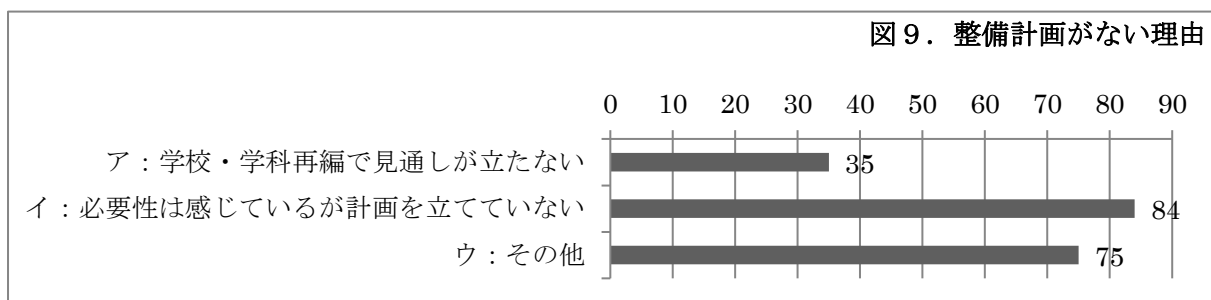 図9．整備計画がない理由
0 10 20 30 40 50 60 70 80 90
ア：学校・学科再編で見通しが立たない 35
イ：必要性は感じているが計画を立てていない 84
ウ：その他 75